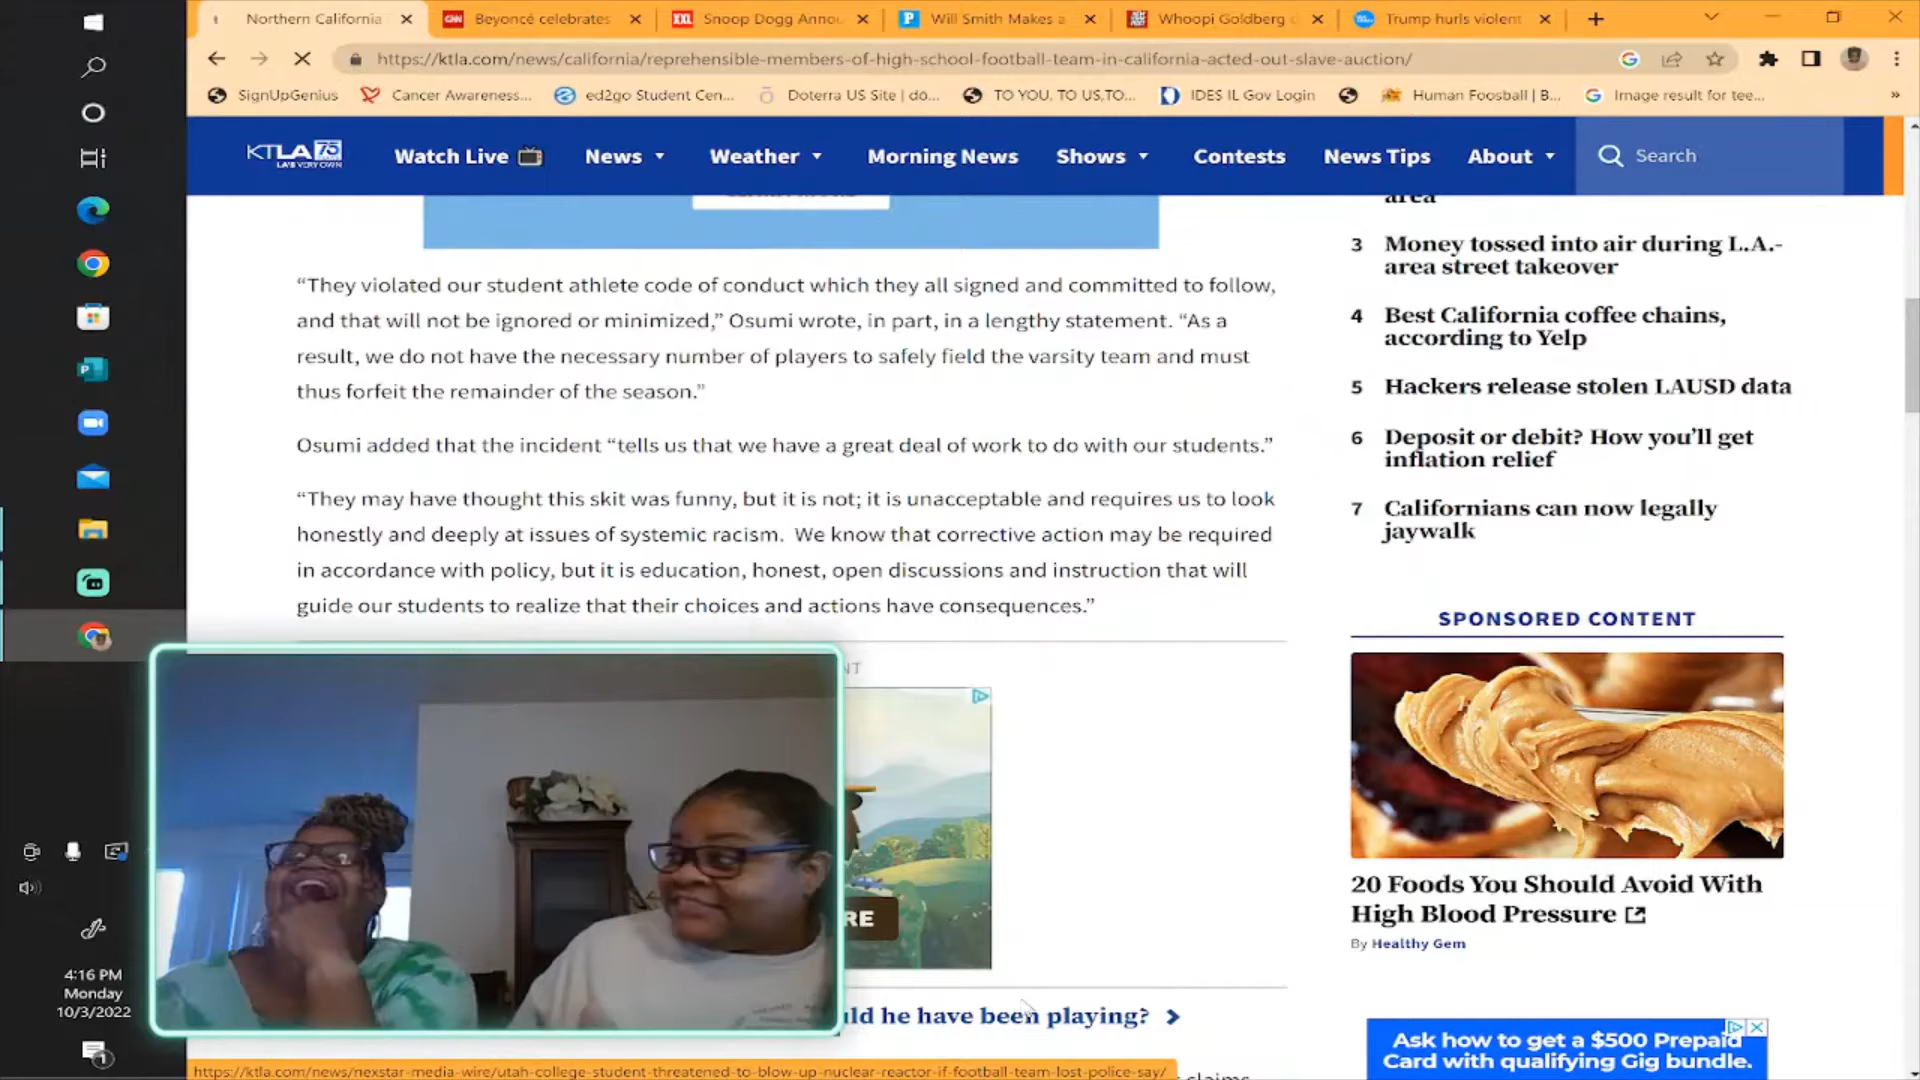 Northern California
Beyoncé celebrates
Snoop Dogg Annou
Will Smith Makes a
Whoopi Goldberg
Trump hurls violent
https://ktla.com/news/california/reprehensible-members-of-high-school-football-team-in-california-acted-out-slave-auction/
SignUpGenius
Cancer Awareness...
ed2go Student Cen...
Doterra US Site | dō...
TO YOU, TO US,TO...
IDES IL Gov Login
Human Foosball | B...
Image result for tee...
KTLA 75
LA'S VERY OWN
Watch Live
News
Weather
Morning News
Shows
Contests
News Tips
About
Search
“They violated our student athlete code of conduct which they all signed and committed to follow,
and that will not be ignored or minimized,” Osumi wrote, in part, in a lengthy statement. “As a
result, we do not have the necessary number of players to safely field the varsity team and must
thus forfeit the remainder of the season.”
Osumi added that the incident “tells us that we have a great deal of work to do with our students.”
“They may have thought this skit was funny, but it is not; it is unacceptable and requires us to look
honestly and deeply at issues of systemic racism. We know that corrective action may be required
in accordance with policy, but it is education, honest, open discussions and instruction that will
guide our students to realize that their choices and actions have consequences.”
NT
RE
uld he have been playing?
claims
https://ktla.com/news/nexstar-media-wire/utah-college-student-threatened-to-blow-up-nuclear-reactor-if-football-team-lost-police-say/
area
3 Money tossed into air during L.A.-
area street takeover
4 Best California coffee chains,
according to Yelp
5 Hackers release stolen LAUSD data
6 Deposit or debit? How you’ll get
inflation relief
7 Californians can now legally
jaywalk
SPONSORED CONTENT
20 Foods You Should Avoid With
High Blood Pressure
By Healthy Gem
Ask how to get a $500 Prepaid
Card with qualifying Gig bundle.
4:16 PM
Monday
10/3/2022
1